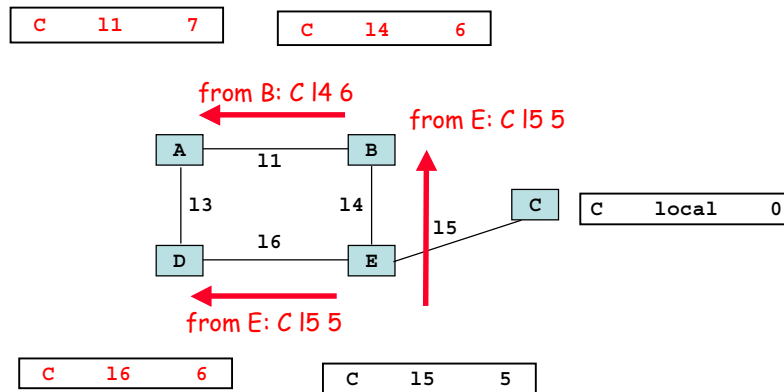 C l1 7
C l4 6
from B: C l4 6
from E: C l5 5
A
B
l1
l3
l4
l5
C
C local 0
l6
D
E
from E: C l5 5
C l6 6
C l5 5